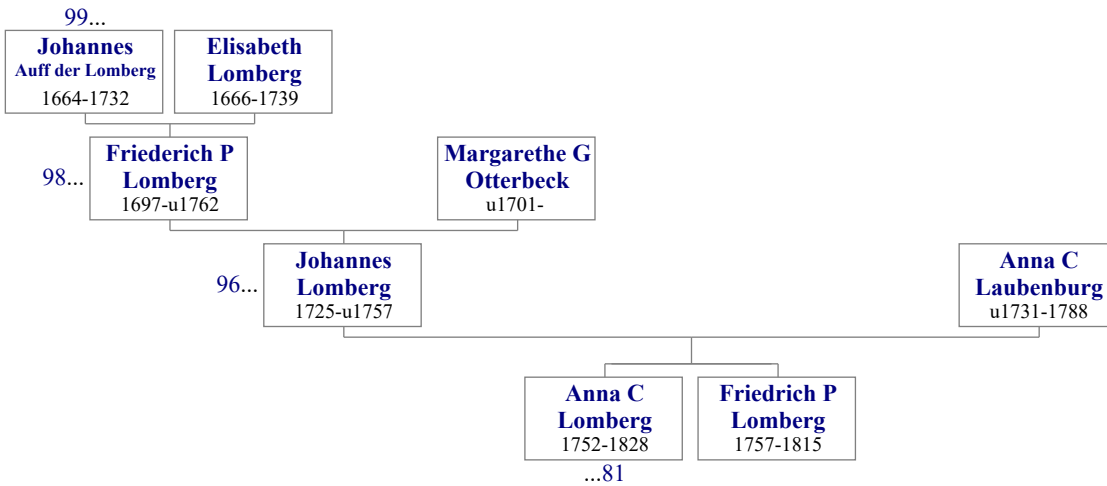 99...
Johannes
Auff der Lomberg
1664-1732
Elisabeth
Lomberg
1666-1739
98...
Friederich P
Lomberg
1697-u1762
Margarethe G
Otterbeck
u1701-
96...
Johannes
Lomberg
1725-u1757
Anna C
Laubenburg
u1731-1788
Anna C
Lomberg
1752-1828
Friedrich P
Lomberg
1757-1815
...81